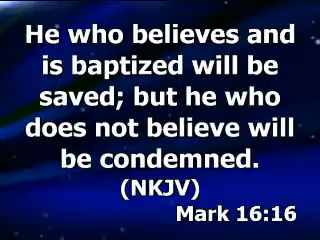 He who believes and
is baptized will be
saved; but he who
does not believe will
be condemned.
(NKJV)
Mark 16:16